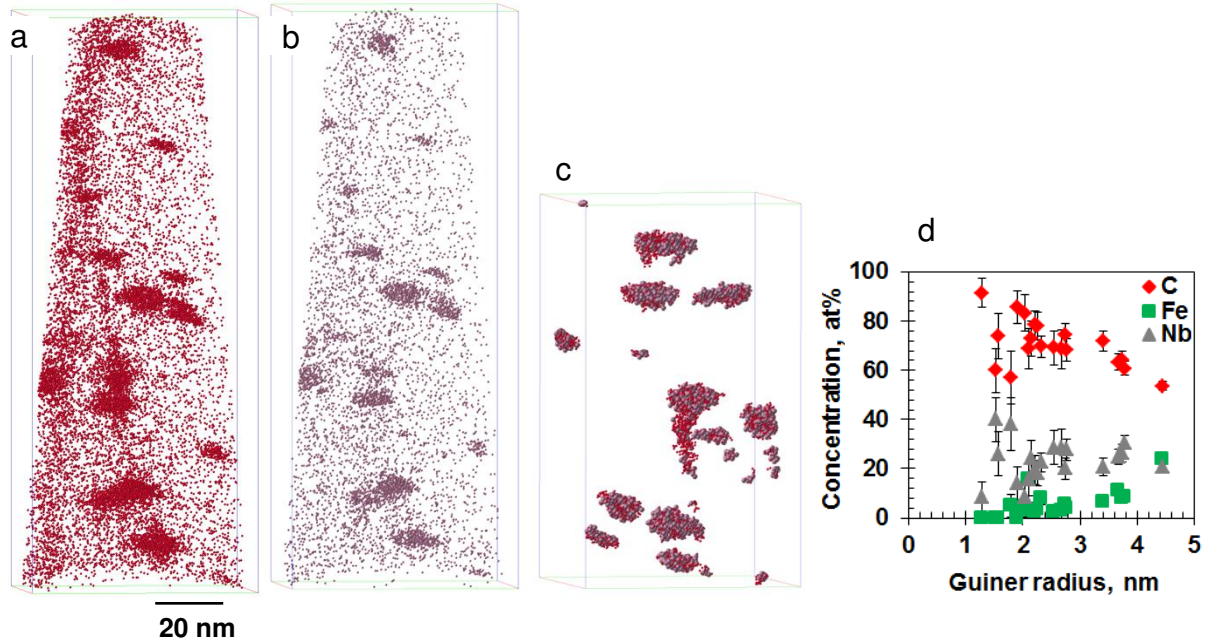 a
b
c
d
20 nm
Concentration, at%
100
80
60
40
20
0
C
Fe
Nb
0 1 2 3 4 5
Guiner radius, nm